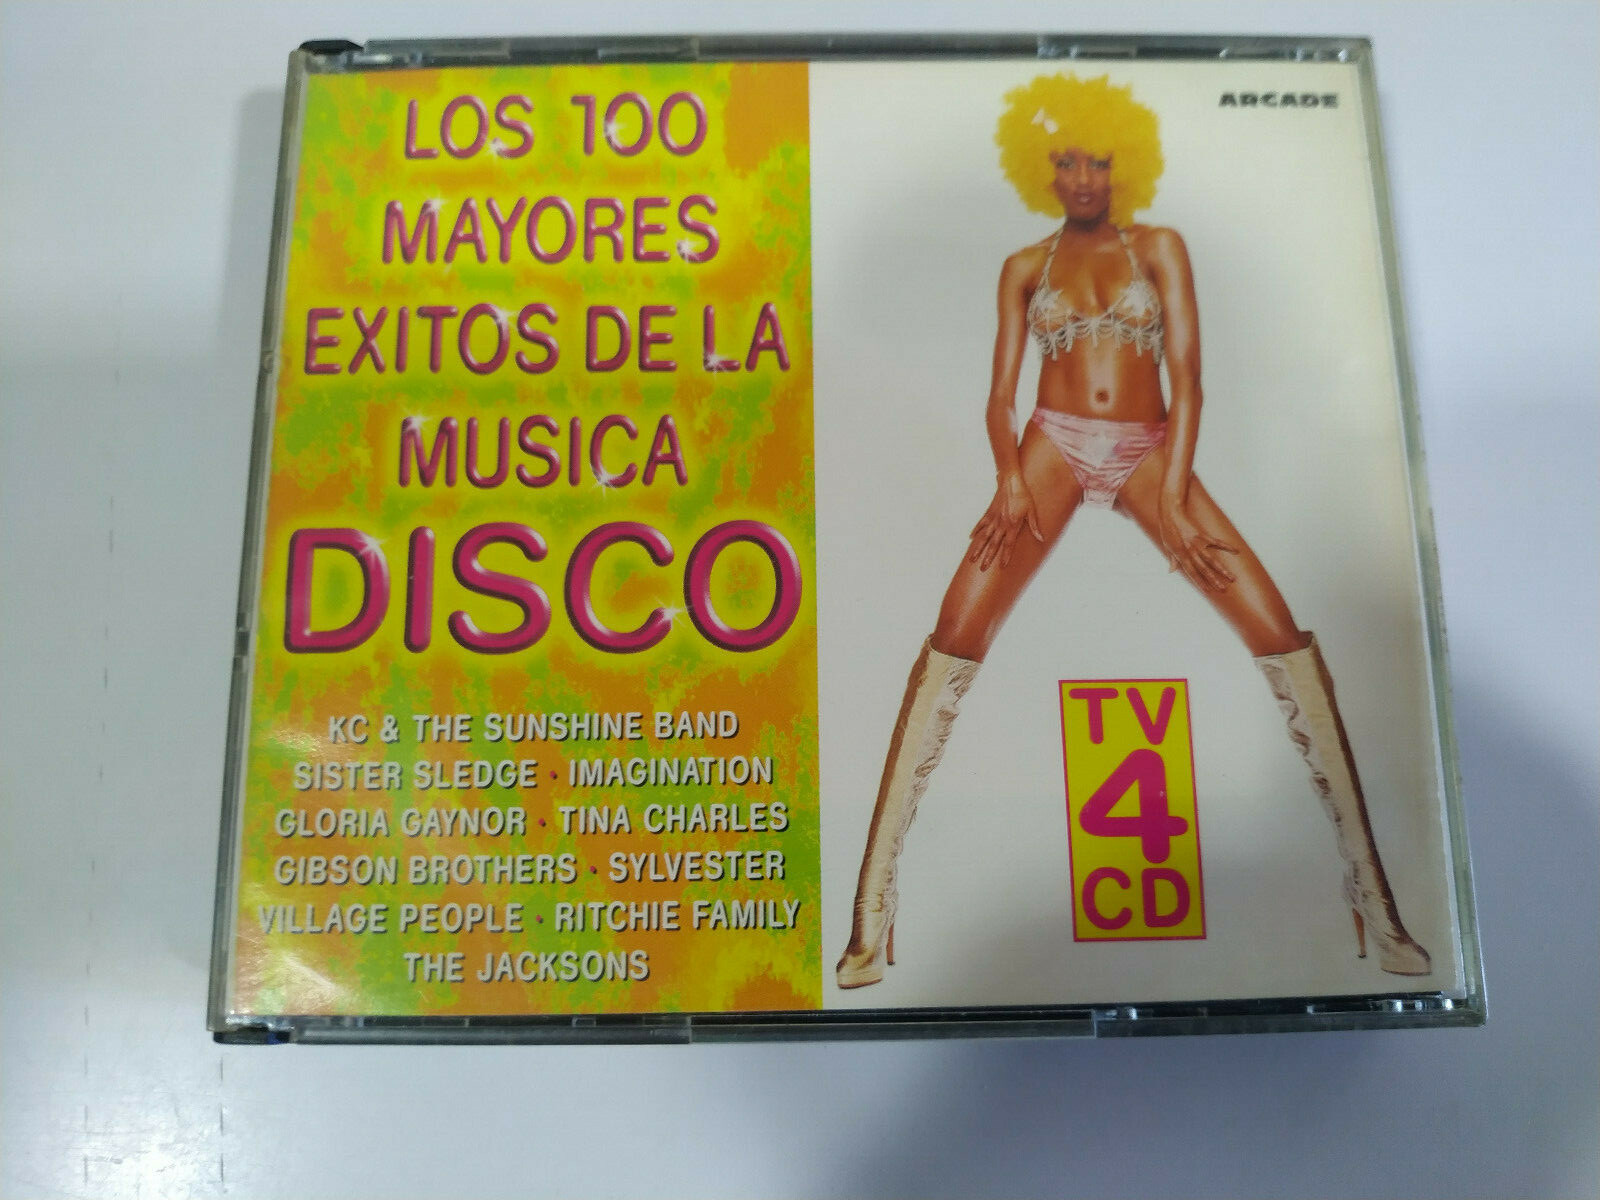 LOS 100
MAYORES
EXITOS DE LA
MUSICA
DISCO
KC & THE SUNSHINE BAND
SISTER SLEDGE · IMAGINATION
GLORIA GAYNOR · TINA CHARLES
GIBSON BROTHERS · SYLVESTER
VILLAGE PEOPLE · RITCHIE FAMILY
THE JACKSONS
ARCADE
TV
4
CD